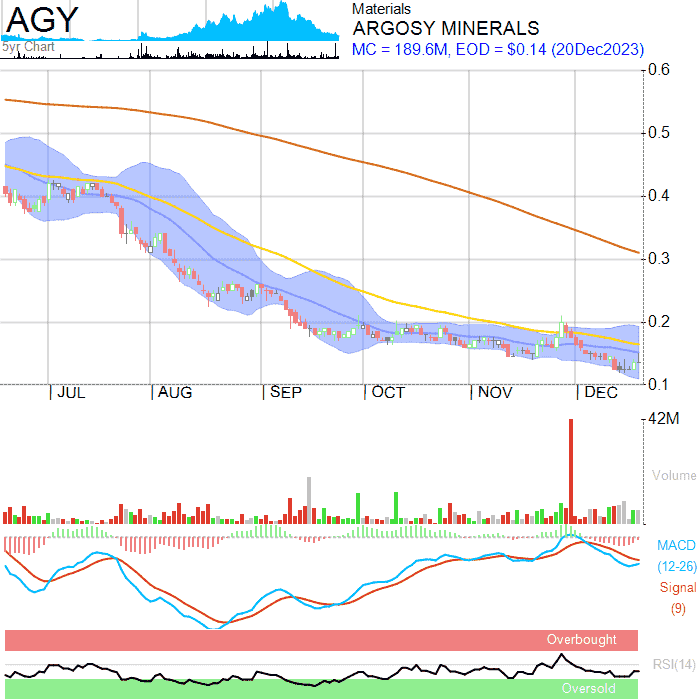 AGY
5yr Chart
Materials
ARGOSY MINERALS
MC = 189.6M, EOD = $0.14 (20Dec2023)
0.6
0.5
0.4
0.3
0.2
0.1
JUL AUG SEP OCT NOV DEC
42M
Volume
MACD
(12-26)
Signal
(9)
Overbought
RSI(14)
Oversold